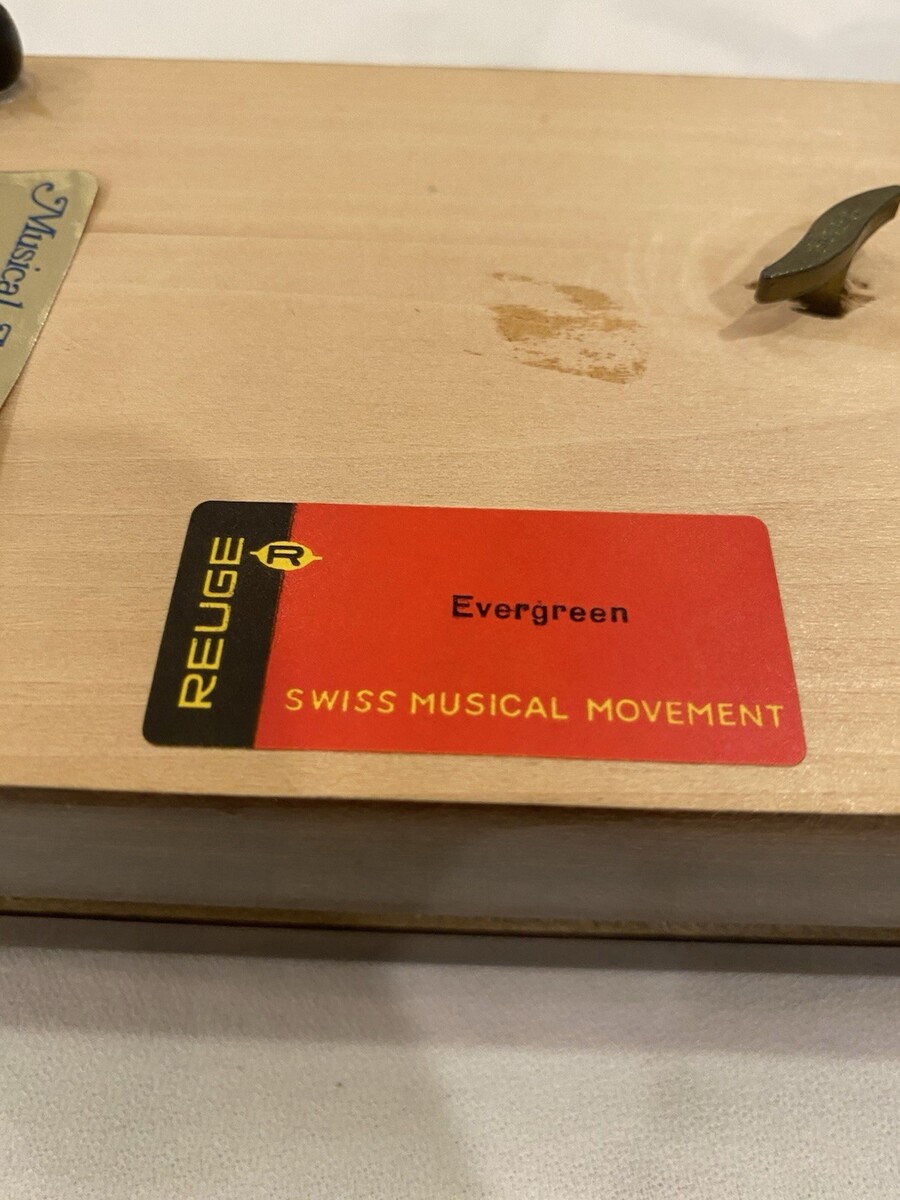 Musical
REUGE
R
Evergreen
SWISS MUSICAL MOVEMENT